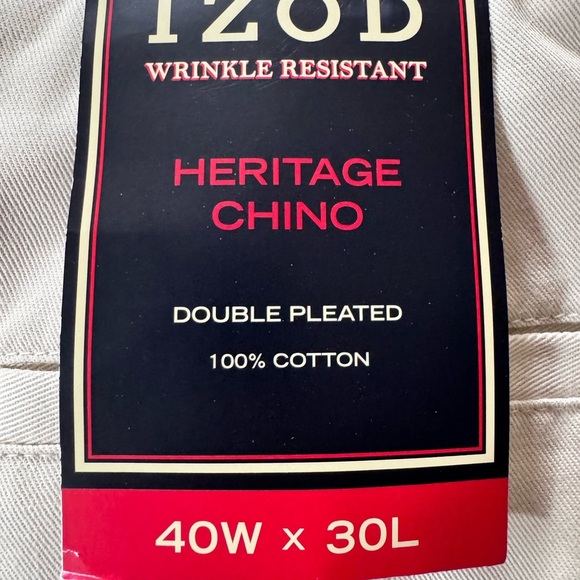 IZOD
WRINKLE RESISTANT
HERITAGE
CHINO
DOUBLE PLEATED
100% COTTON
40W x 30L